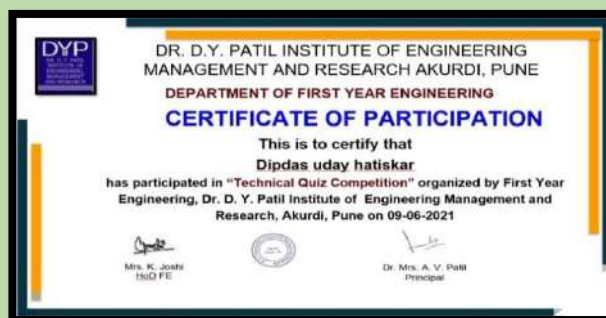 DYP
DR. D.Y. PATIL INSTITUTE OF ENGINEERING
MANAGEMENT AND RESEARCH AKURDI, PUNE
DEPARTMENT OF FIRST YEAR ENGINEERING
CERTIFICATE OF PARTICIPATION
This is to certify that
Dipdas uday hatiskar
has participated in “Technical Quiz Competition” organized by First Year
Engineering, Dr. D. Y. Patil Institute of Engineering Management and
Research, Akurdi, Pune on 09-06-2021
Mrs. K. Joshi
HoD FE
Dr. Mrs. A. V. Patil
Principal